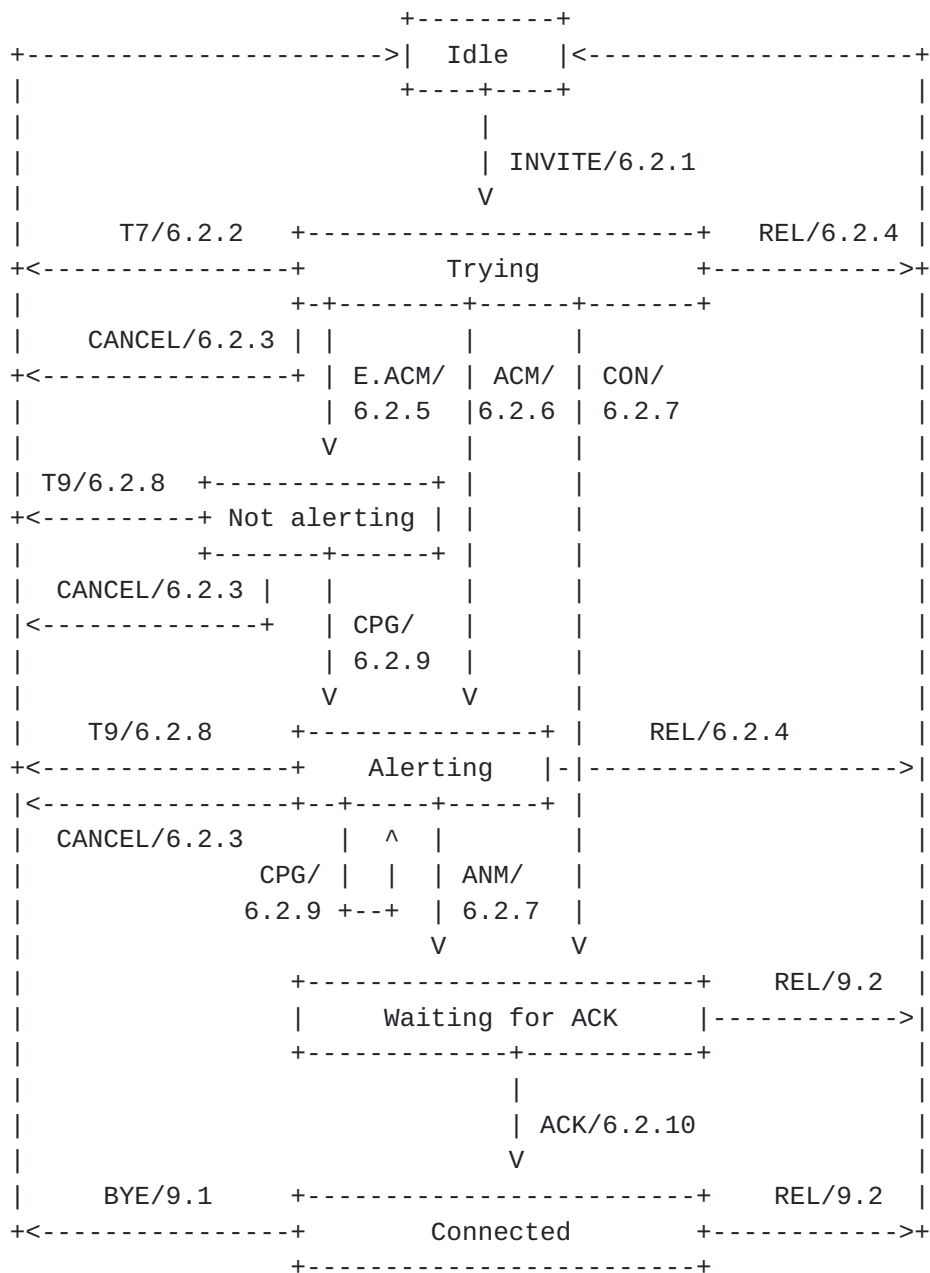 Idle
INVITE/6.2.1
T7/6.2.2 REL/6.2.4
Trying
CANCEL/6.2.3
E.ACM/ ACM/ CON/
6.2.5 6.2.6 6.2.7
T9/6.2.8
Not alerting
CANCEL/6.2.3
CPG/
6.2.9
T9/6.2.8 REL/6.2.4
Alerting
CANCEL/6.2.3
CPG/ ANM/
6.2.9 6.2.7
REL/9.2
Waiting for ACK
ACK/6.2.10
BYE/9.1 REL/9.2
Connected